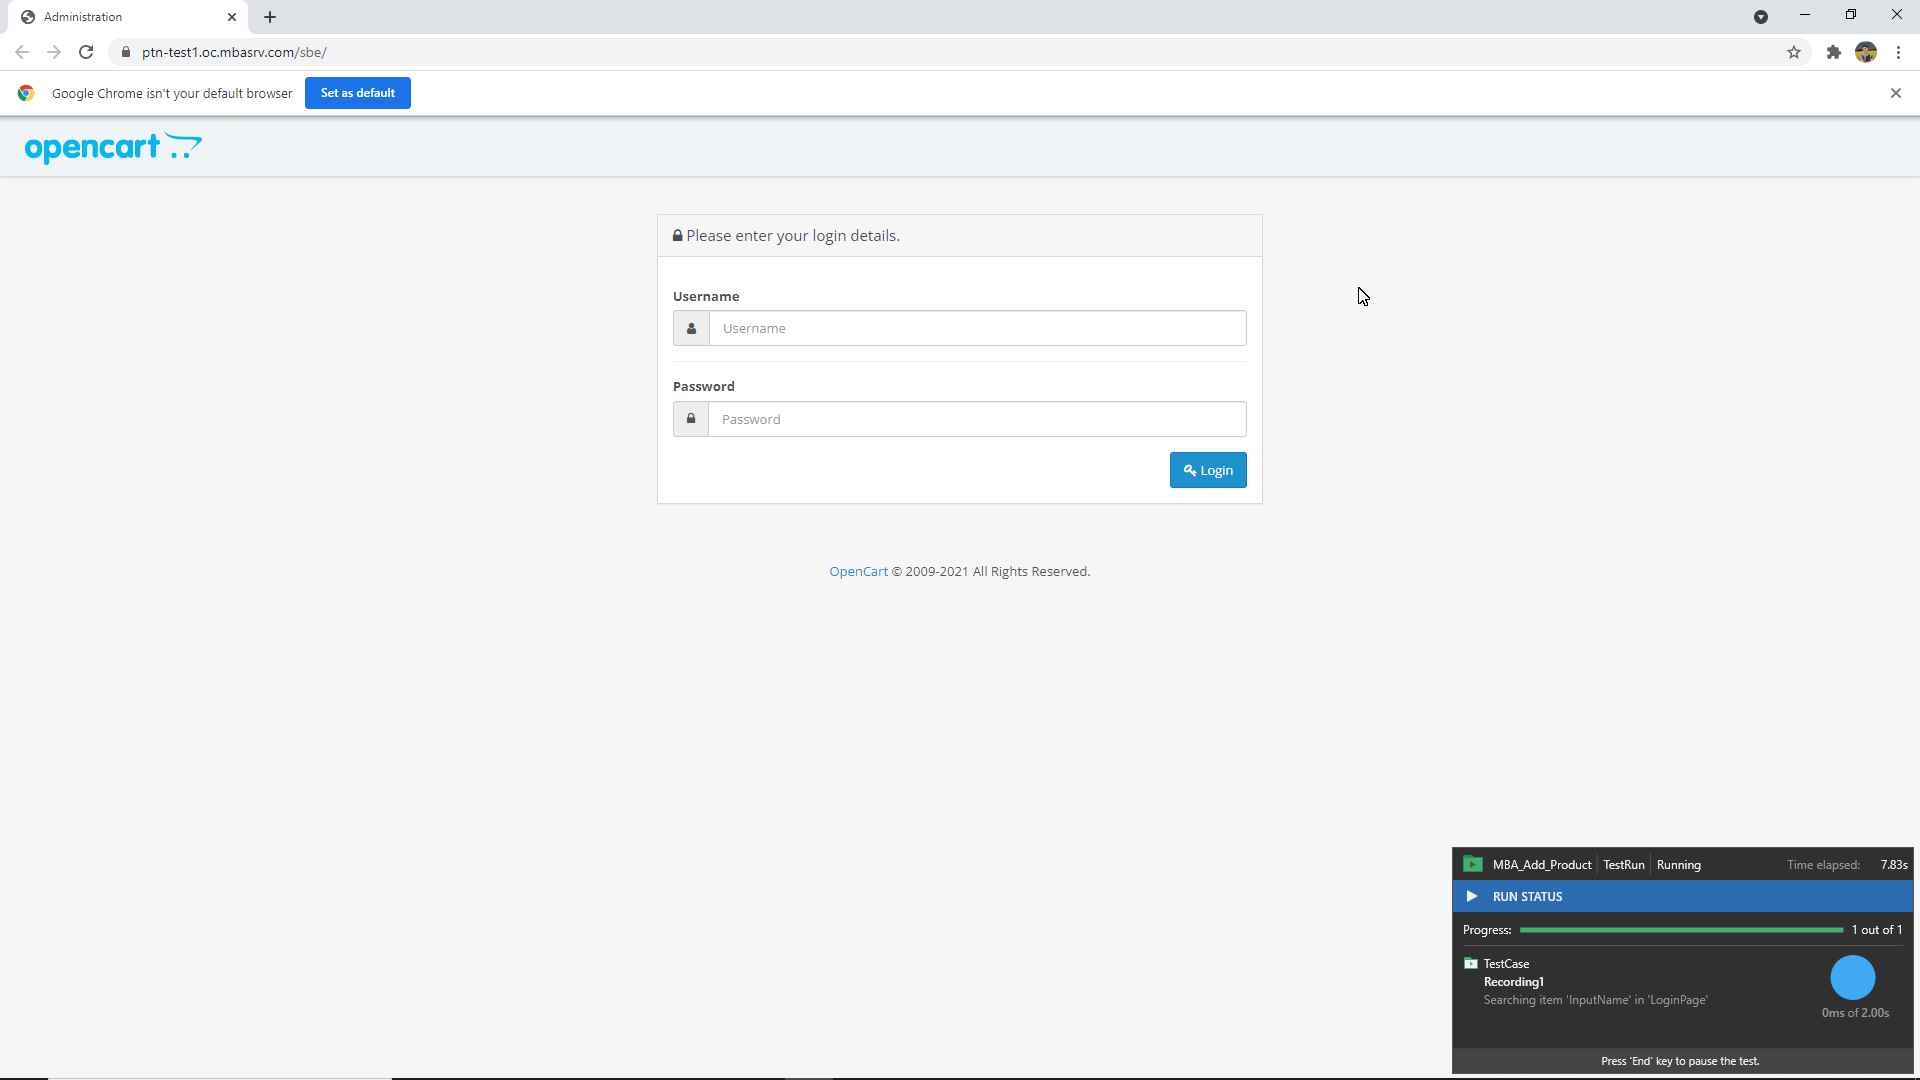 Administration
ptn-test1.oc.mbasrv.com/sbe/
Google Chrome isn't your default browser
Set as default
opencart
Please enter your login details.
Username
Username
Password
Password
Login
OpenCart © 2009-2021 All Rights Reserved.
MBA_Add_Product TestRun Running Time elapsed: 7.83s
RUN STATUS
Progress: 1 out of 1
TestCase
Recording1
Searching item 'InputName' in 'LoginPage'
0ms of 2.00s
Press 'End' key to pause the test.